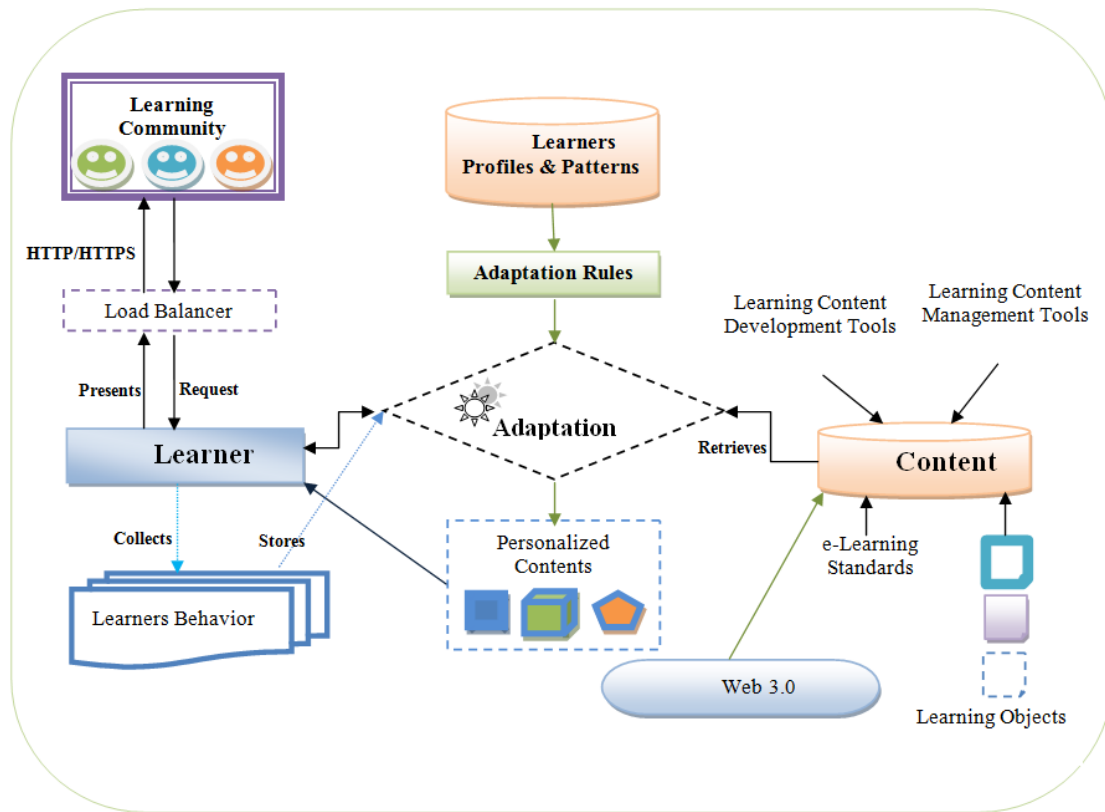 Learning
Community
Learners
Profiles & Patterns
HTTP/HTTPS
Adaptation Rules
Load Balancer
Learning Content
Development Tools
Learning Content
Management Tools
Presents
Request
Adaptation
Learner
Retrieves
Content
Collects
Stores
Personalized
Contents
e-Learning
Standards
Learners Behavior
Web 3.0
Learning Objects